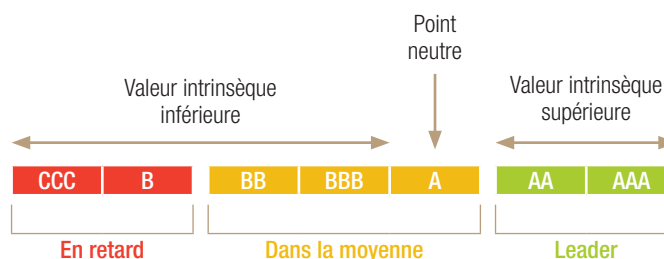 Point
neutre
Valeur intrinsèque
inférieure
Valeur intrinsèque
supérieure
CCC B BB BBB A AA AAA
En retard Dans la moyenne Leader